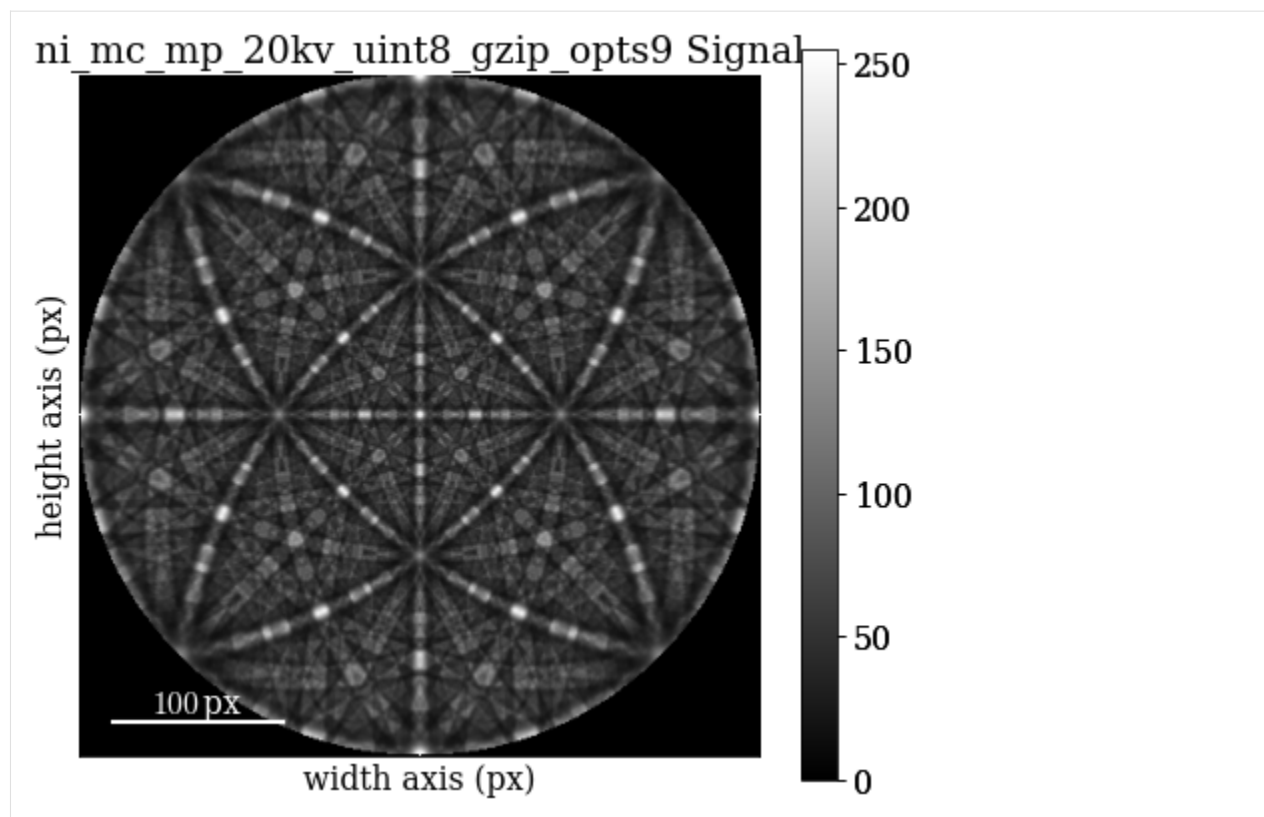 ni_mc_mp_20kv_uint8_gzip_opts9 Signal
250
200
150
100
50
0
height axis (px)
100 px
width axis (px)